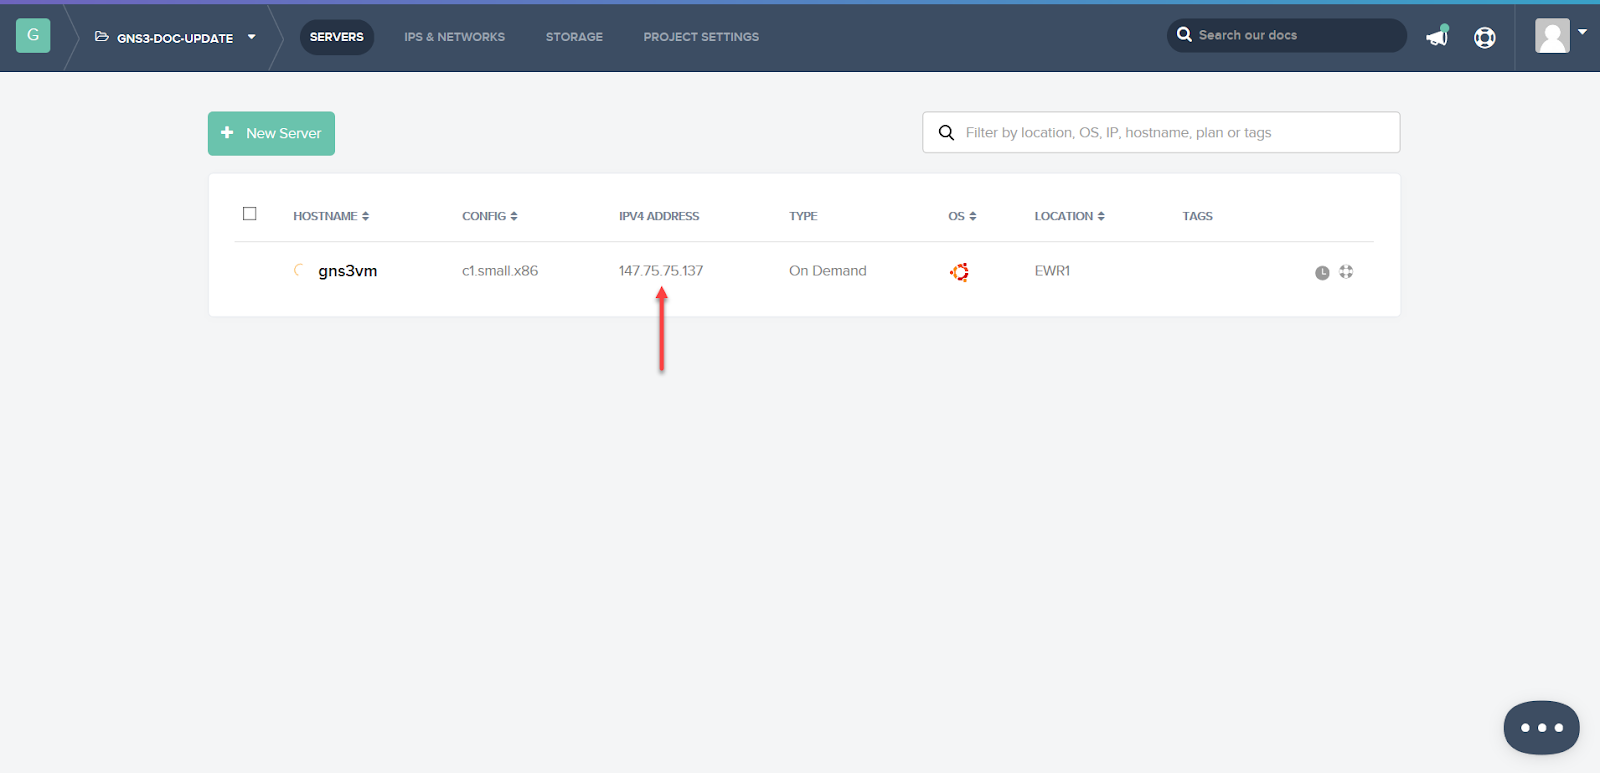 G GNS3-DOC-UPDATE SERVERS IPS & NETWORKS STORAGE PROJECT SETTINGS Search our docs
New Server Filter by location, OS, IP, hostname, plan or tags
HOSTNAME CONFIG IPV4 ADDRESS TYPE OS LOCATION TAGS
gns3vm c1.small.x86 147.75.75.137 On Demand EWR1